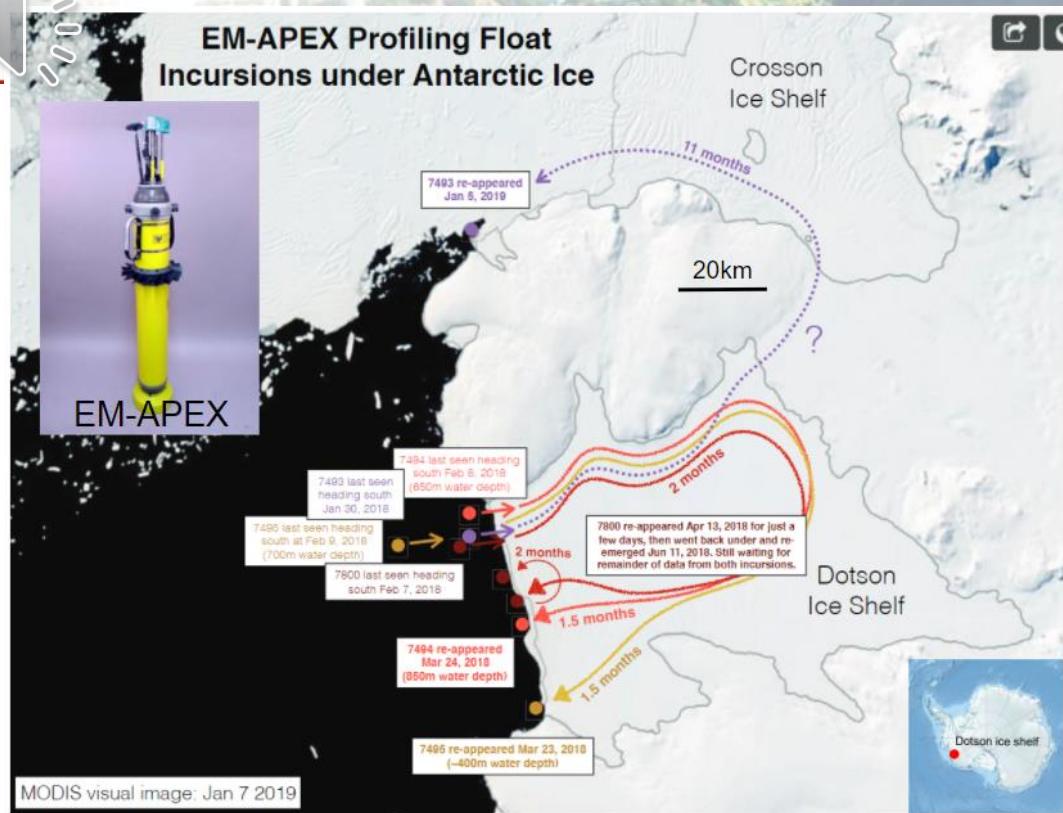 EM-APEX Profiling Float
Incursions under Antarctic Ice
Crosson
Ice Shelf
11 months
7493 re-appeared
Jan 5, 2019
20km
?
EM-APEX
7494 last seen heading
south Feb 8, 2018
(650m water depth)
7493 last seen
heading south
Jan 30, 2018
7495 last seen heading
south at Feb 9, 2018
(700m water depth)
7800 last seen heading
south Feb 7, 2018
2 months
2 months
7800 re-appeared Apr 13, 2018 for just a
few days, then went back under and re-
emerged Jun 11, 2018. Still waiting for
remainder of data from both incursions.
Dotson
Ice Shelf
1.5 months
7494 re-appeared
Mar 24, 2018
(850m water depth)
1.5 months
7495 re-appeared Mar 23, 2018
(~400m water depth)
Dotson ice shelf
MODIS visual image: Jan 7 2019